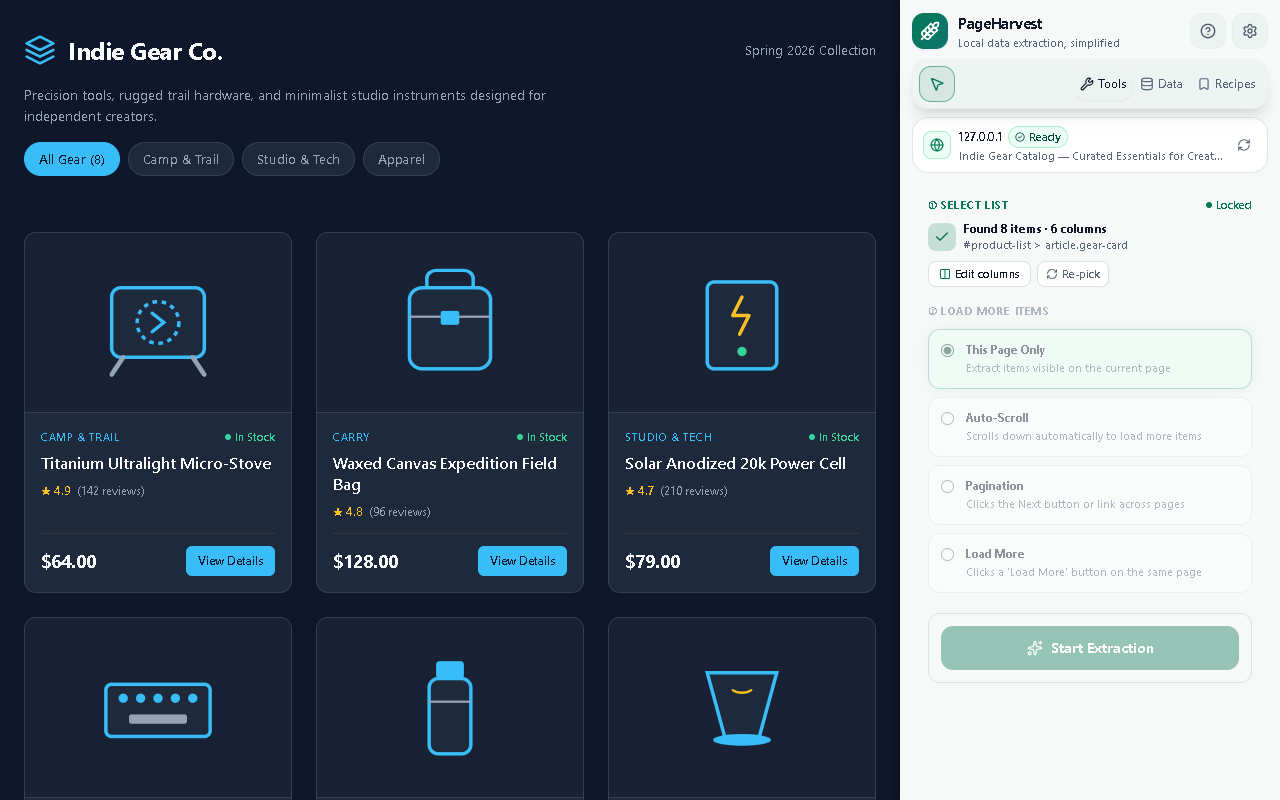 Indie Gear Co.
Spring 2026 Collection
Precision tools, rugged trail hardware, and minimalist studio instruments designed for
independent creators.
All Gear (8)
Camp & Trail
Studio & Tech
Apparel
CAMP & TRAIL
In Stock
Titanium Ultralight Micro-Stove
★ 4.9 (142 reviews)
$64.00
View Details
CARRY
In Stock
Waxed Canvas Expedition Field
Bag
★ 4.8 (96 reviews)
$128.00
View Details
STUDIO & TECH
In Stock
Solar Anodized 20k Power Cell
★ 4.7 (210 reviews)
$79.00
View Details
PageHarvest
Local data extraction, simplified
Tools
Data
Recipes
127.0.0.1
Ready
Indie Gear Catalog — Curated Essentials for Creat...
① SELECT LIST
Locked
Found 8 items · 6 columns
#product-list > article.gear-card
Edit columns
Re-pick
② LOAD MORE ITEMS
This Page Only
Extract items visible on the current page
Auto-Scroll
Scrolls down automatically to load more items
Pagination
Clicks the Next button or link across pages
Load More
Clicks a 'Load More' button on the same page
Start Extraction